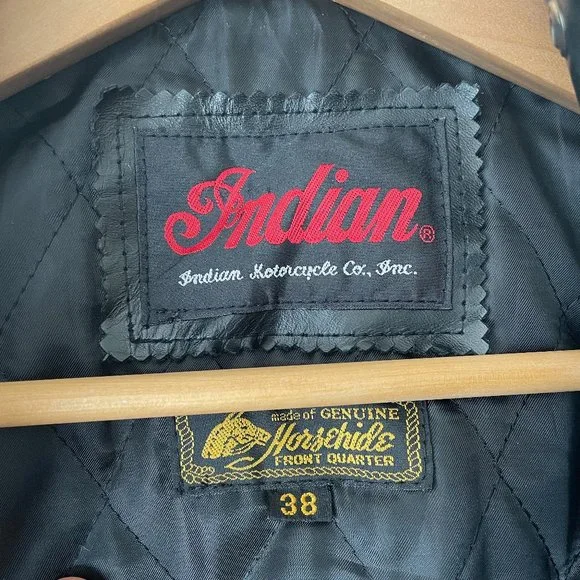 Indian®
Indian Motorcycle Co., Inc.
made of GENUINE
Horsehide
FRONT QUARTER
38